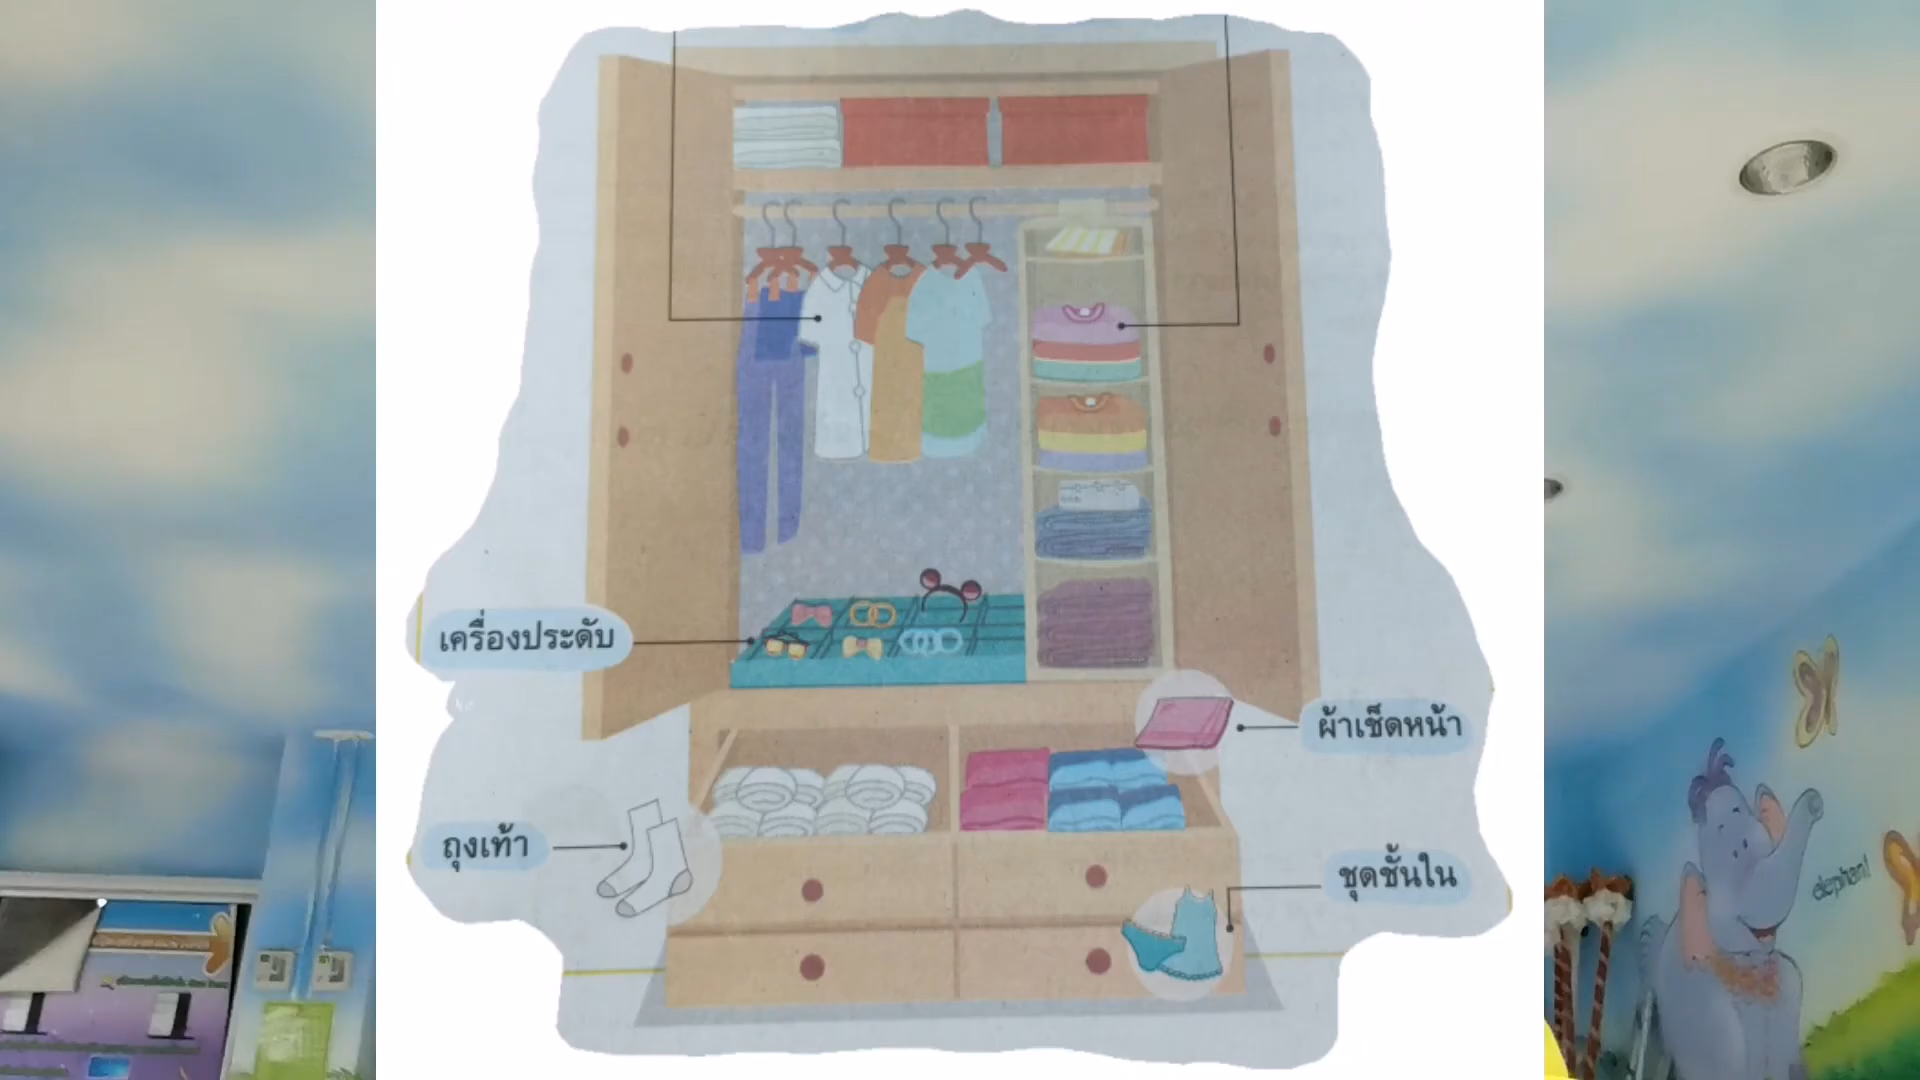 เครื่องประดับ
ผ้าเช็ดหน้า
ถุงเท้า
ชุดชั้นใน
elephant